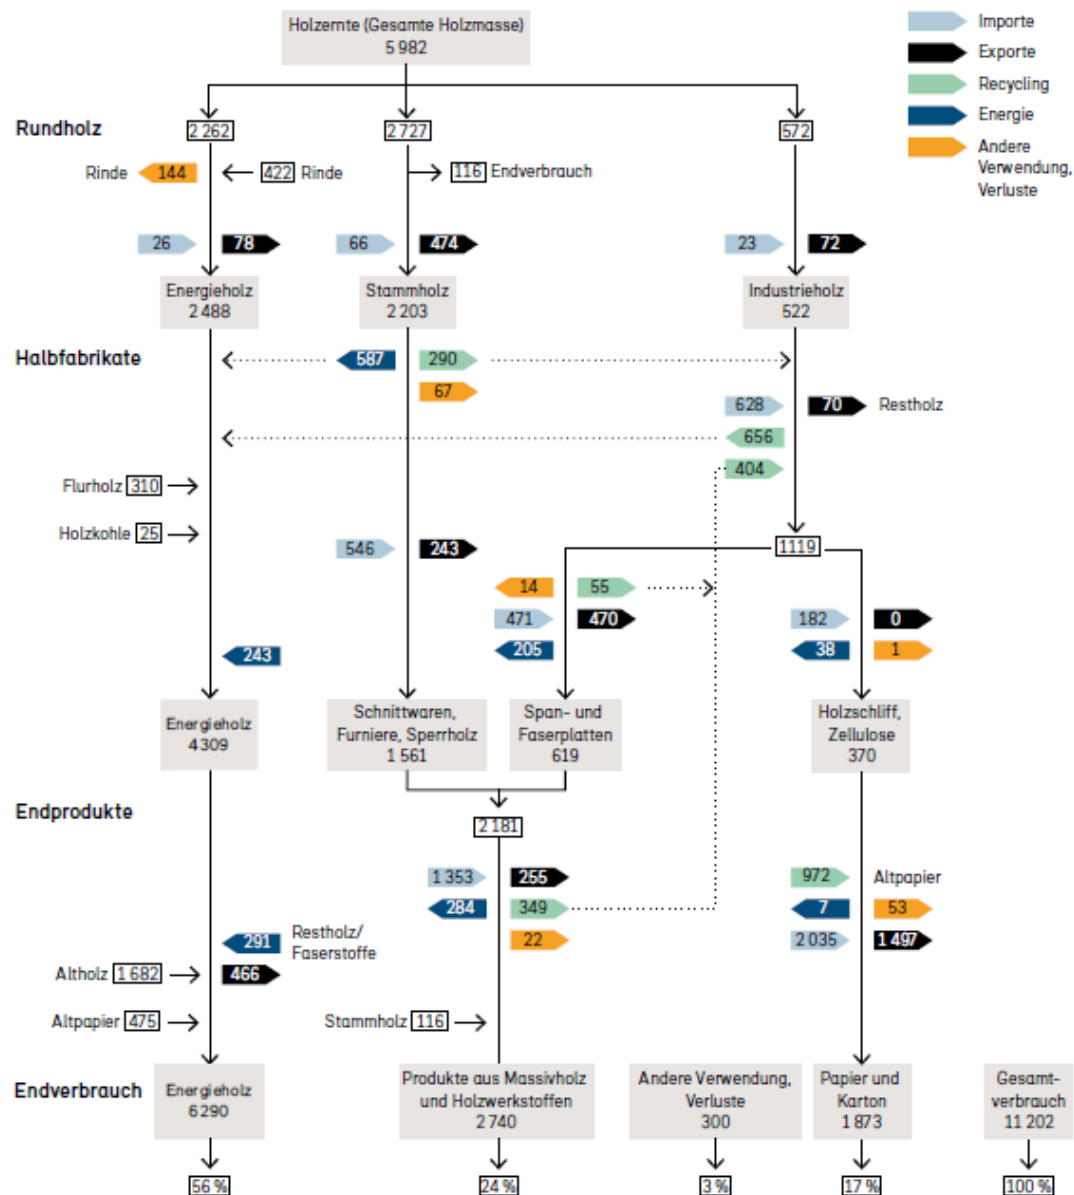 Holzernte (Gesamte Holzmasse)
5 982
Importe
Exporte
Recycling
Energie
Andere
Verwendung,
Verluste
Rundholz
2 262
2 727
572
Rinde
144
422
Rinde
116
Endverbrauch
26
78
66
474
23
72
Energieholz
2 488
Stammholz
2 203
Industrieholz
522
Halbfabrikate
587
290
67
628
70
Restholz
656
404
Flurholz
310
Holzkohle
25
546
243
1119
14
55
471
470
205
182
0
38
1
243
Energieholz
4 309
Schnittwaren,
Furniere, Sperrholz
1 561
Span- und
Faserplatten
619
Holzschliff,
Zellulose
370
Endprodukte
2 181
1 353
255
284
349
22
972
Altpapier
7
53
2 035
1 497
291
Restholz/
Faserstoffe
Altholz
1 682
466
Altpapier
475
Stammholz
116
Endverbrauch
Energieholz
6 290
Produkte aus Massivholz
und Holzwerkstoffen
2 740
Andere Verwendung,
Verluste
300
Papier und
Karton
1 873
Gesamt-
verbrauch
11 202
56 %
24 %
3 %
17 %
100 %